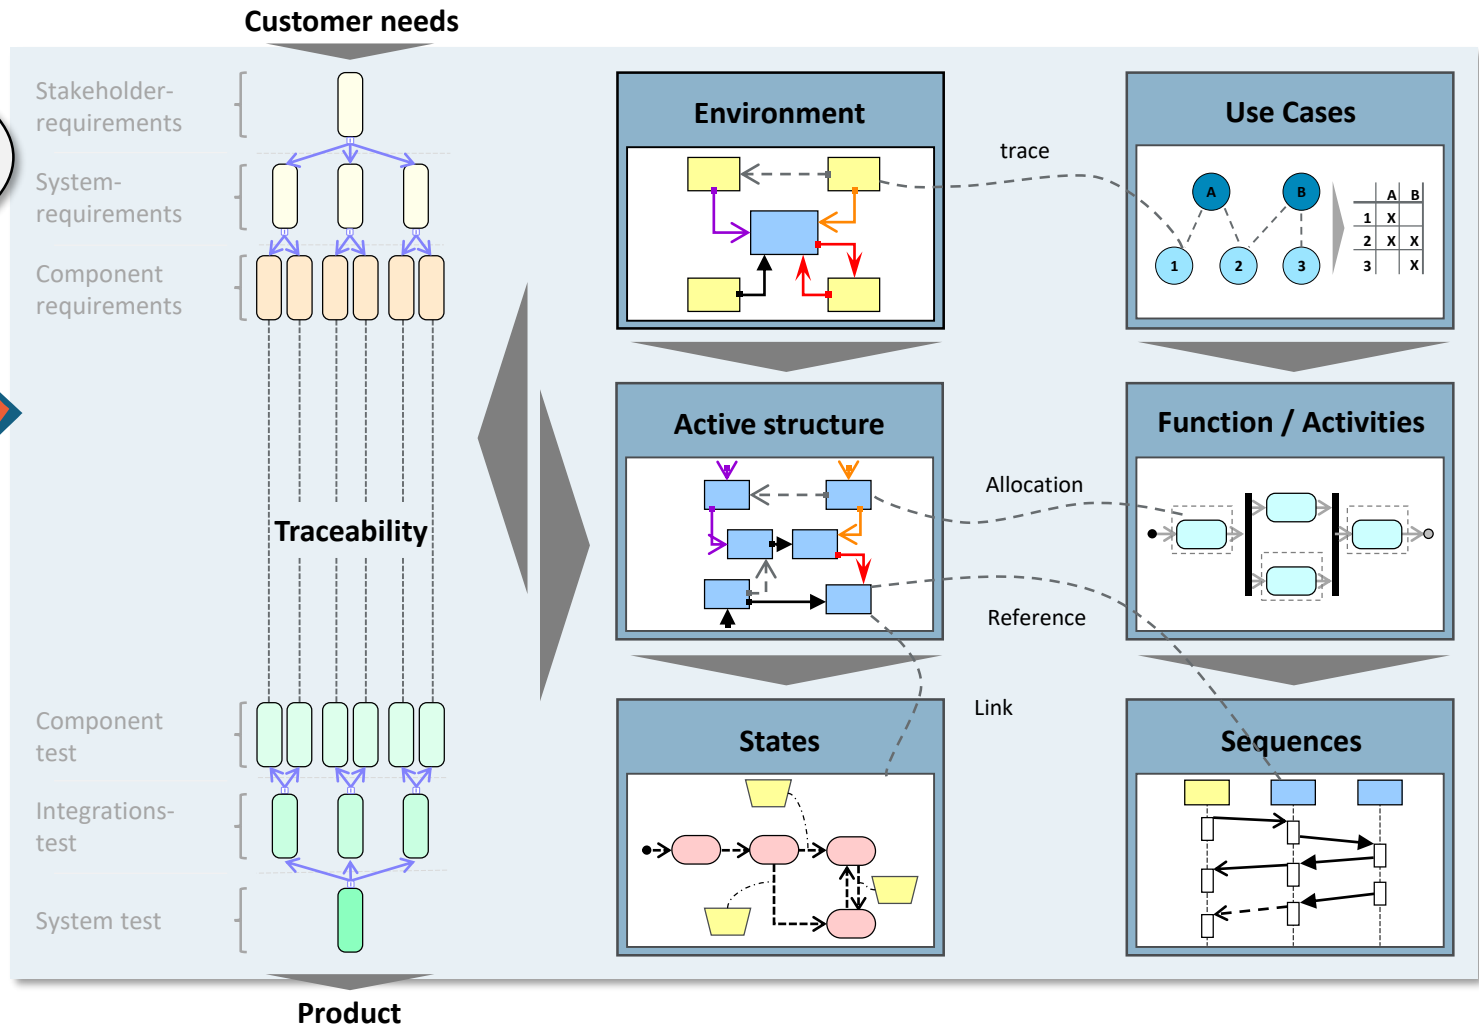 Customer needs
Stakeholder-
requirements
System-
requirements
Component
requirements
Traceability
Component
test
Integrations-
test
System test
Product
Environment
trace
Use Cases
A
B
1
2
3
A B
1 X
2 X X
3 X
Active structure
Allocation
Reference
Link
Function / Activities
States
Sequences